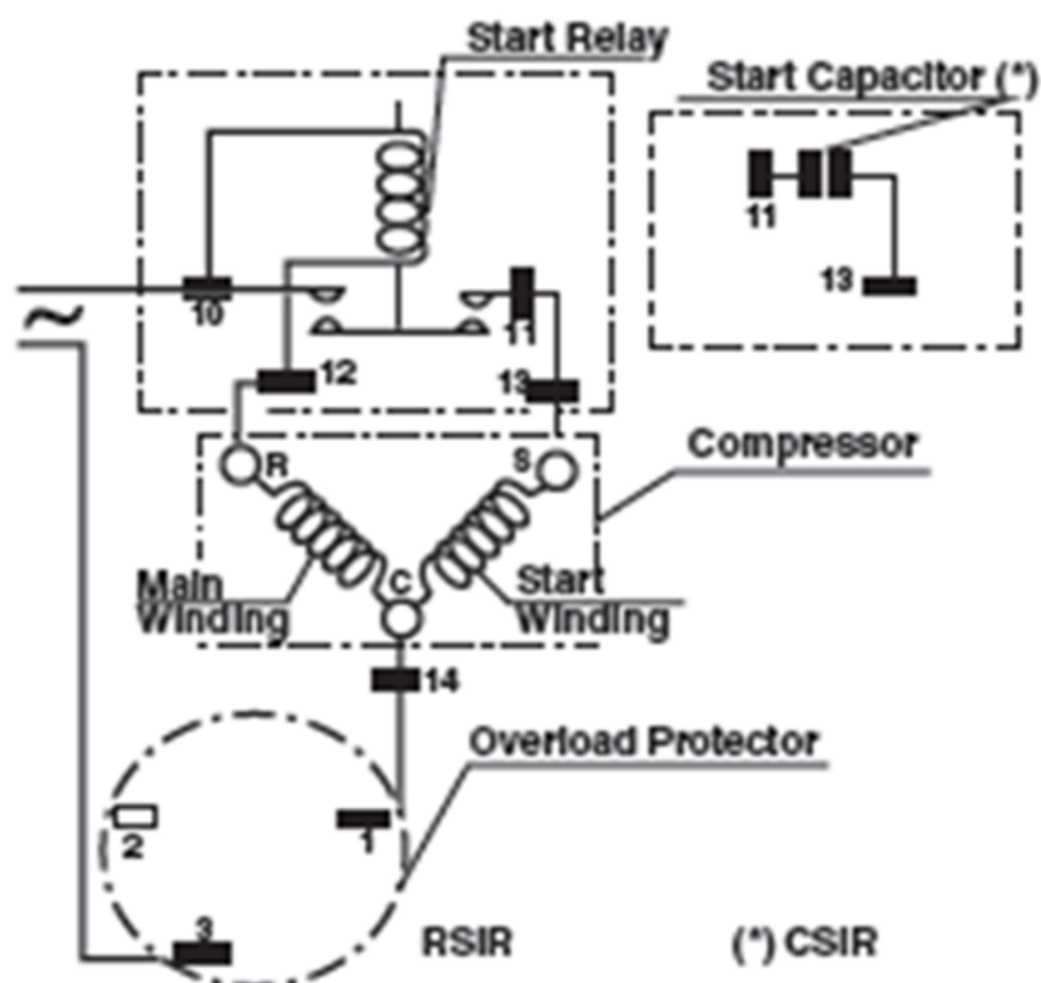 Start Relay
Start Capacitor (*)
11
13
~
10
11
12
13
Compressor
R
S
C
Main
Winding
Start
Winding
14
Overload Protector
2
1
3
RSIR
(*) CSIR